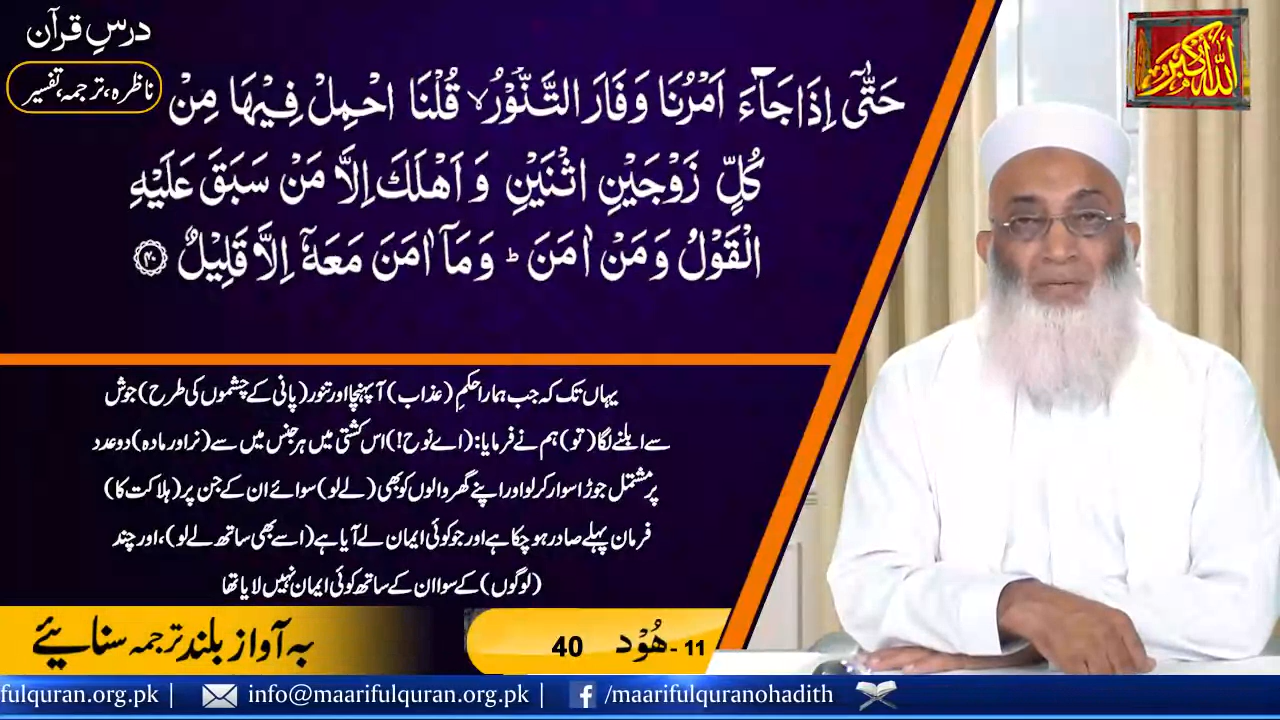 درسِ قرآن
ناظرہ، ترجمہ، تفسیر
حَتّٰۤی اِذَا جَآءَ اَمْرُنَا وَ فَارَ التَّنُّوْرُ ۙ قُلْنَا احْمِلْ فِیْهَا مِنْ
كُلٍّ زَوْجَیْنِ اثْنَیْنِ وَ اَهْلَكَ اِلَّا مَنْ سَبَقَ عَلَیْهِ
الْقَوْلُ وَ مَنْ اٰمَنَ ؕ وَ مَاۤ اٰمَنَ مَعَهٗۤ اِلَّا قَلِیْلٌ ۝۴۰
یہاں تک کہ جب ہمارا حکمِ (عذاب) آ پہنچا اور تنور (پانی کے چشموں کی طرح) جوش
سے ابلنے لگا (تو) ہم نے فرمایا: (اے نوح!) اس کشتی میں ہر جنس میں سے (نر اور مادہ) دو عدد
پر مشتمل جوڑا سوار کر لو اور اپنے گھر والوں کو بھی (لے لو) سوائے ان کے جن پر (ہلاکت کا)
فرمان پہلے صادر ہو چکا ہے اور جو کوئی ایمان لے آیا ہے (اسے بھی ساتھ لے لو)، اور چند
(لوگوں) کے سوا ان کے ساتھ کوئی ایمان نہیں لایا تھا
بہ آواز بلند ترجمہ سنائیے
11 - هُوْد 40
fulquran.org.pk | info@maarifulquran.org.pk | /maarifulquranohadith
اللہ اکبر